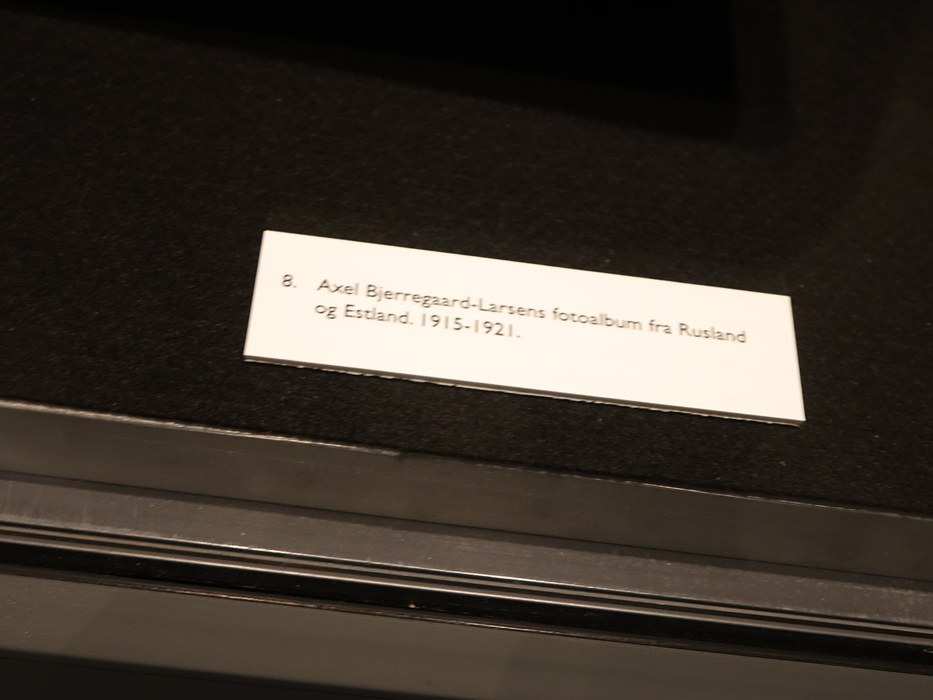 8. Axel Bjerregaard-Larsens fotoalbum fra Rusland
og Estland. 1915-1921.